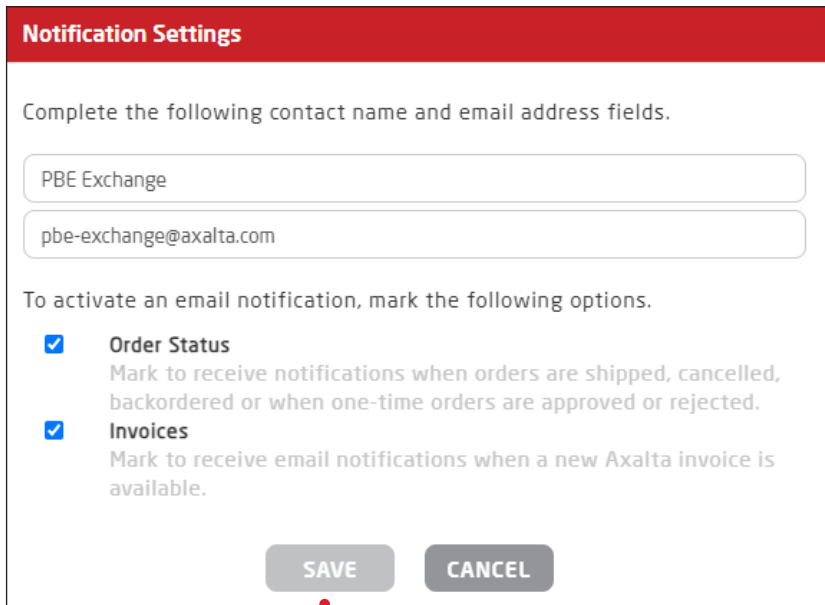 Notification Settings
Complete the following contact name and email address fields.
PBE Exchange
pbe-exchange@axalta.com
To activate an email notification, mark the following options.
Order Status
Mark to receive notifications when orders are shipped, cancelled,
backordered or when one-time orders are approved or rejected.
Invoices
Mark to receive email notifications when a new Axalta invoice is
available.
SAVE CANCEL